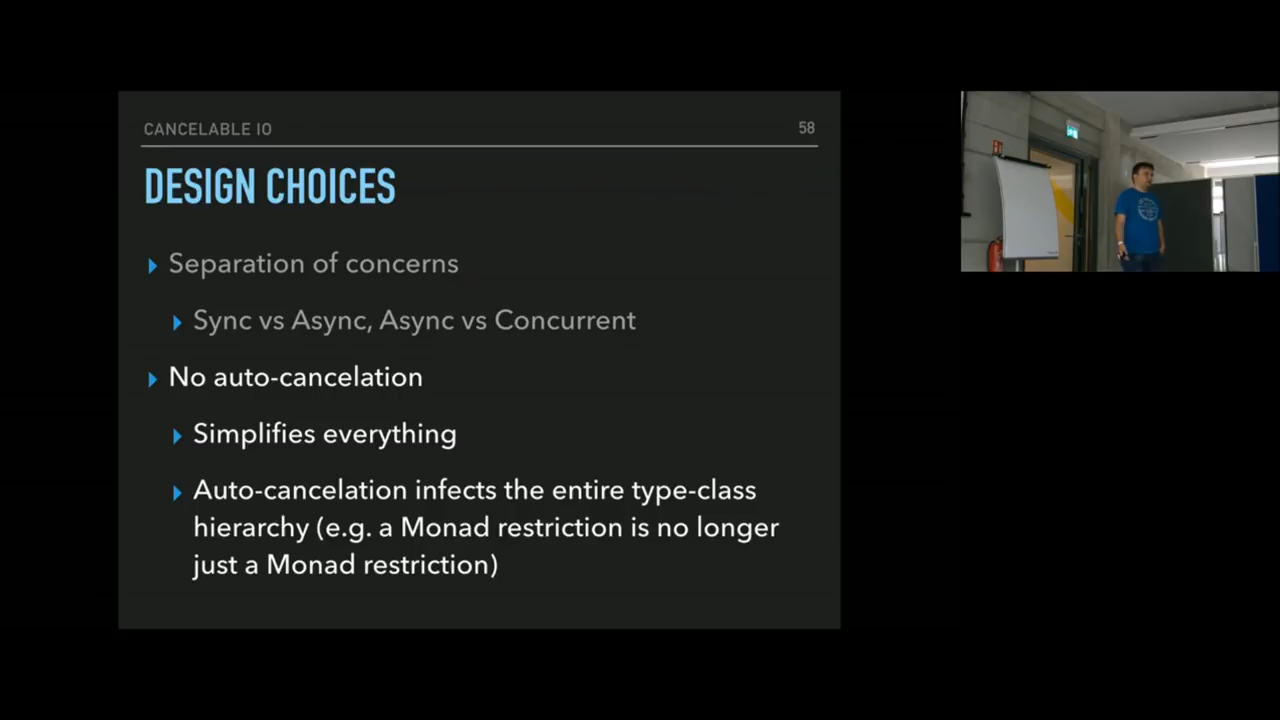 CANCELABLE IO
58
DESIGN CHOICES
Separation of concerns
Sync vs Async, Async vs Concurrent
No auto-cancelation
Simplifies everything
Auto-cancelation infects the entire type-class
hierarchy (e.g. a Monad restriction is no longer
just a Monad restriction)